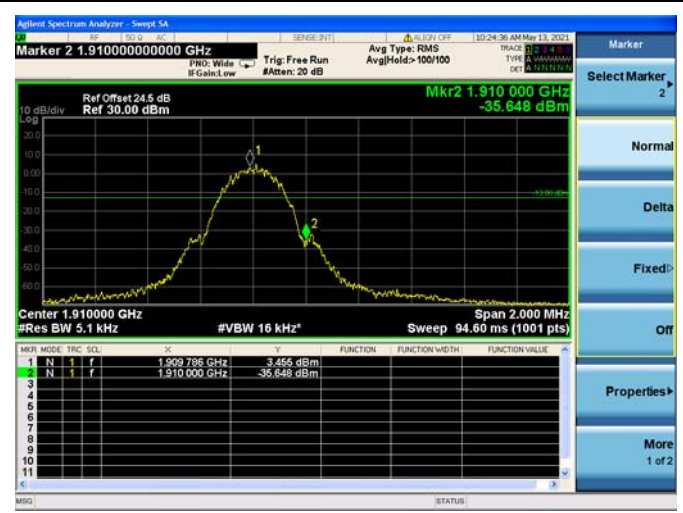 Agilent Spectrum Analyzer - Swept SA
RF 50 Ω AC SENSE:INT ALIGN OFF 10:24:36 AM May 13, 2021
Marker 2 1.910000000000 GHz
PNO: Wide
IFGain:Low
Trig: Free Run
#Atten: 20 dB
Avg Type: RMS
Avg|Hold:> 100/100
TRACE 1 2 3 4 5 6
TYPE A
DET A N N N N N
Ref Offset 24.5 dB
10 dB/div Ref 30.00 dBm
Log
Mkr2 1.910 000 GHz
-35.648 dBm
20.0
10.0
0.00
-10.0
-20.0
-30.0
-40.0
-50.0
-60.0
1
2
-13.00 dBm
Center 1.910000 GHz Span 2.000 MHz
#Res BW 5.1 kHz #VBW 16 kHz* Sweep 94.60 ms (1001 pts)
MKR MODE TRC SCL X Y FUNCTION FUNCTION WIDTH FUNCTION VALUE
1 N 1 f 1.909 786 GHz 3.455 dBm
2 N 1 f 1.910 000 GHz -35.648 dBm
3
4
5
6
7
8
9
10
11
MSG STATUS
Marker
Select Marker
2
Normal
Delta
Fixed
Off
Properties
More
1 of 2